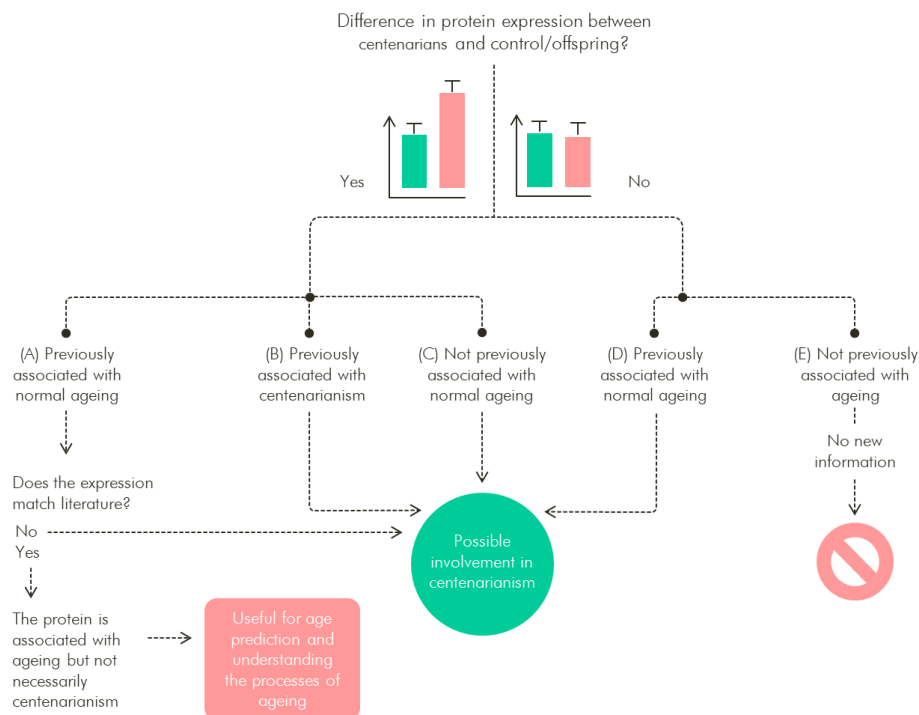 Difference in protein expression between
centenarians and control/offspring?
Yes
No
(A) Previously
associated with
normal ageing
(B) Previously
associated with
centenarianism
(C) Not previously
associated with
normal ageing
(D) Previously
associated with
normal ageing
(E) Not previously
associated with
ageing
No new
information
Does the expression
match literature?
No
Yes
Possible
involvement in
centenarianism
The protein is
associated with
ageing but not
necessarily
centenarianism
Useful for age
prediction and
understanding
the processes of
ageing